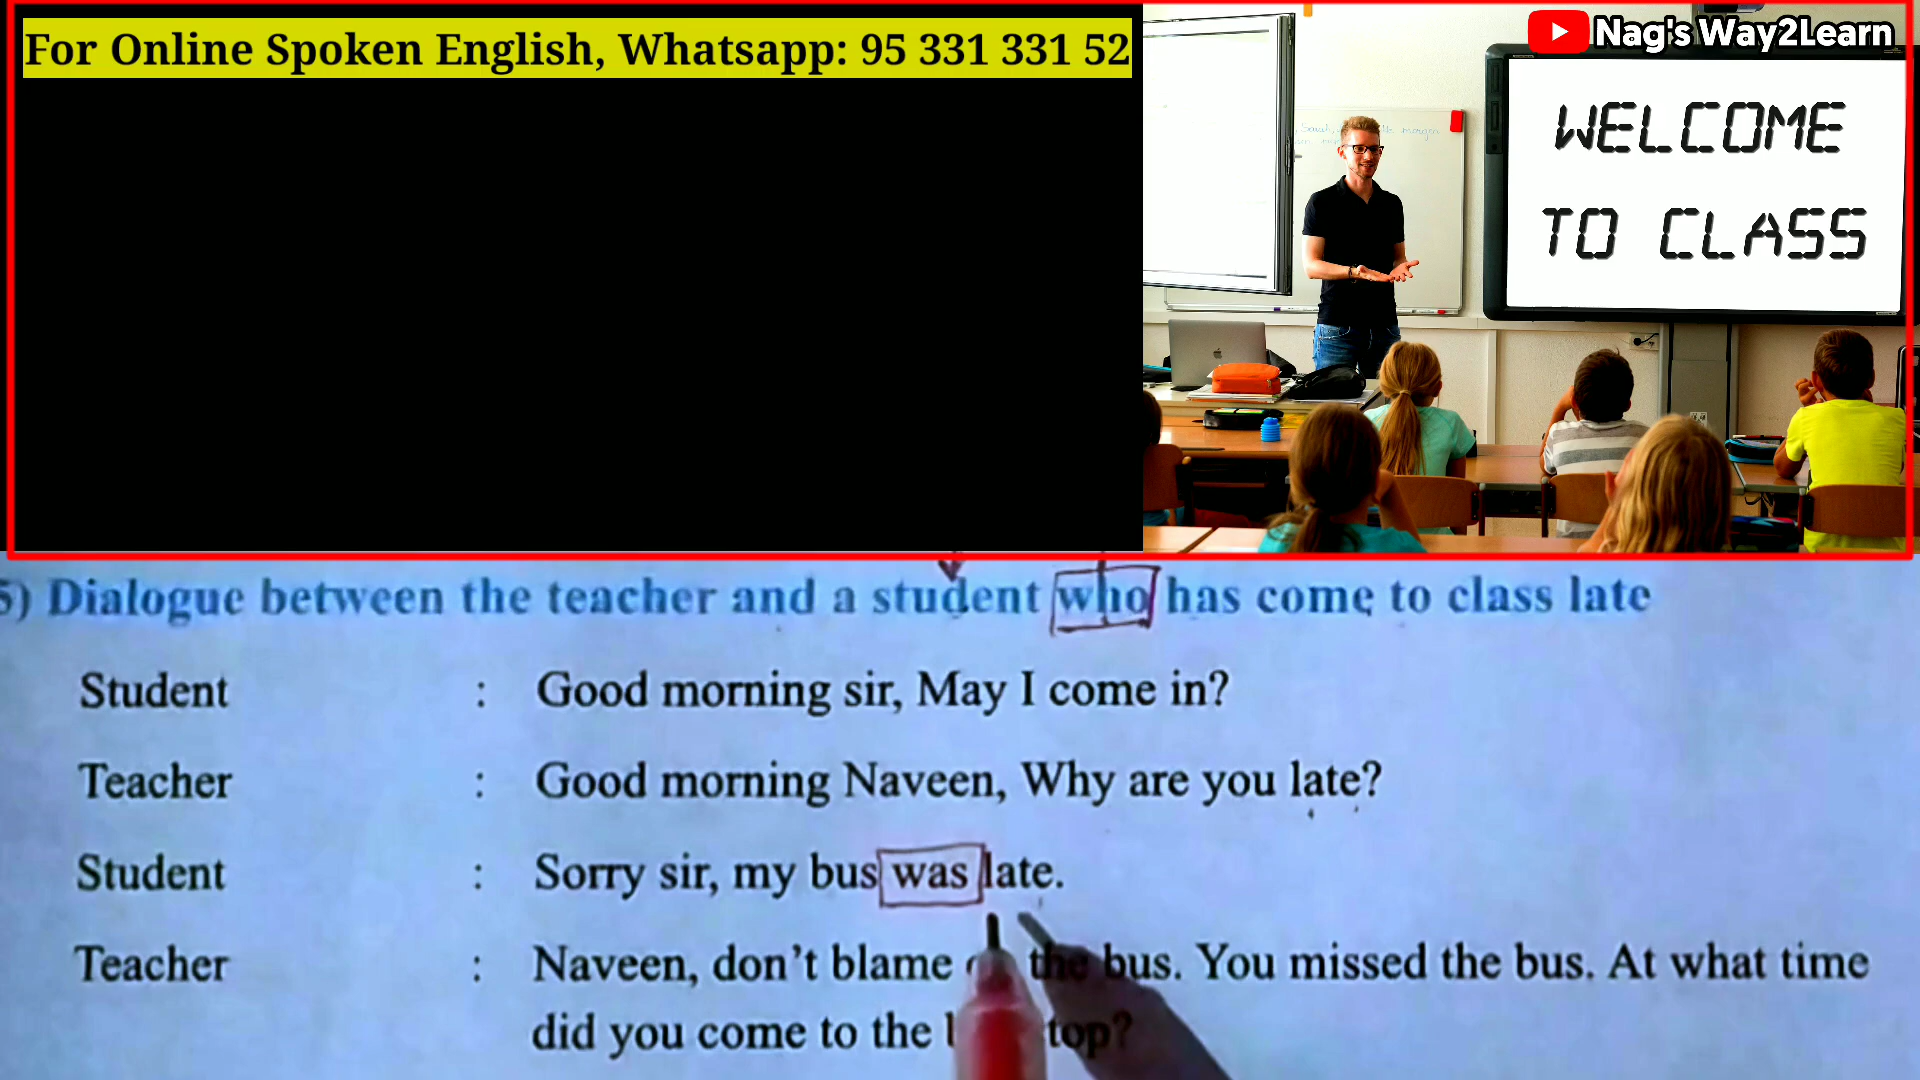 For Online Spoken English, Whatsapp: 95 331 331 52
Nag's Way2Learn
WELCOME
TO CLASS
5) Dialogue between the teacher and a student who has come to class late
Student : Good morning sir, May I come in?
Teacher : Good morning Naveen, Why are you late?
Student : Sorry sir, my bus was late.
Teacher : Naveen, don't blame the bus. You missed the bus. At what time
did you come to the